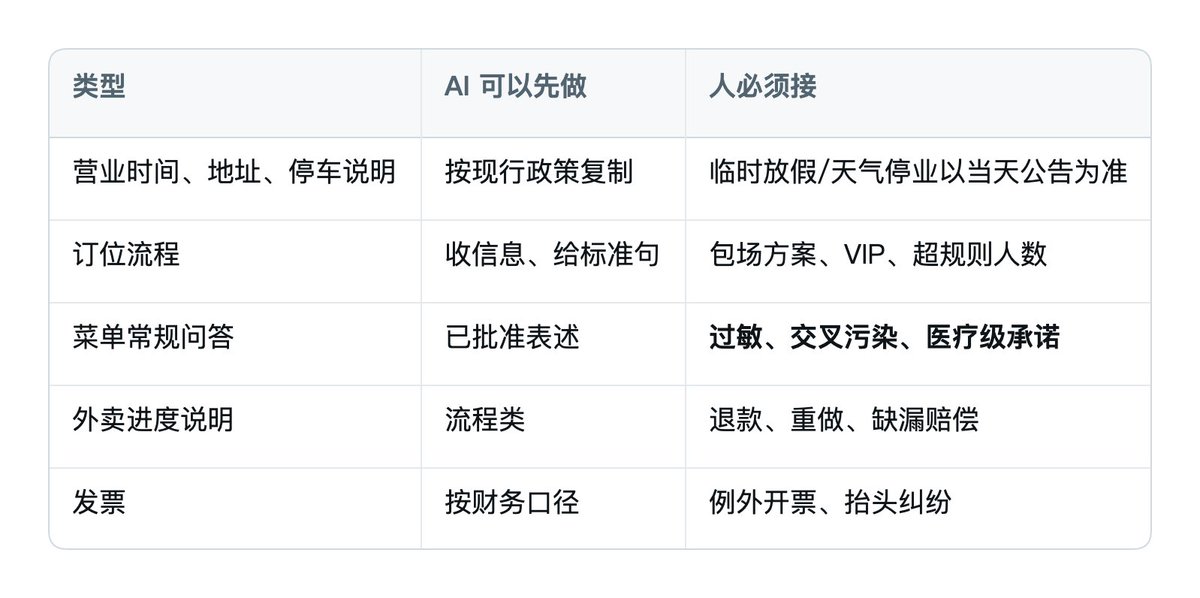 类型 AI 可以先做 人必须接
营业时间、地址、停车说明 按现行政策复制 临时放假/天气停业以当天公告为准
订位流程 收信息、给标准句 包场方案、VIP、超规则人数
菜单常规问答 已批准表述 过敏、交叉污染、医疗级承诺
外卖进度说明 流程类 退款、重做、缺漏赔偿
发票 按财务口径 例外开票、抬头纠纷